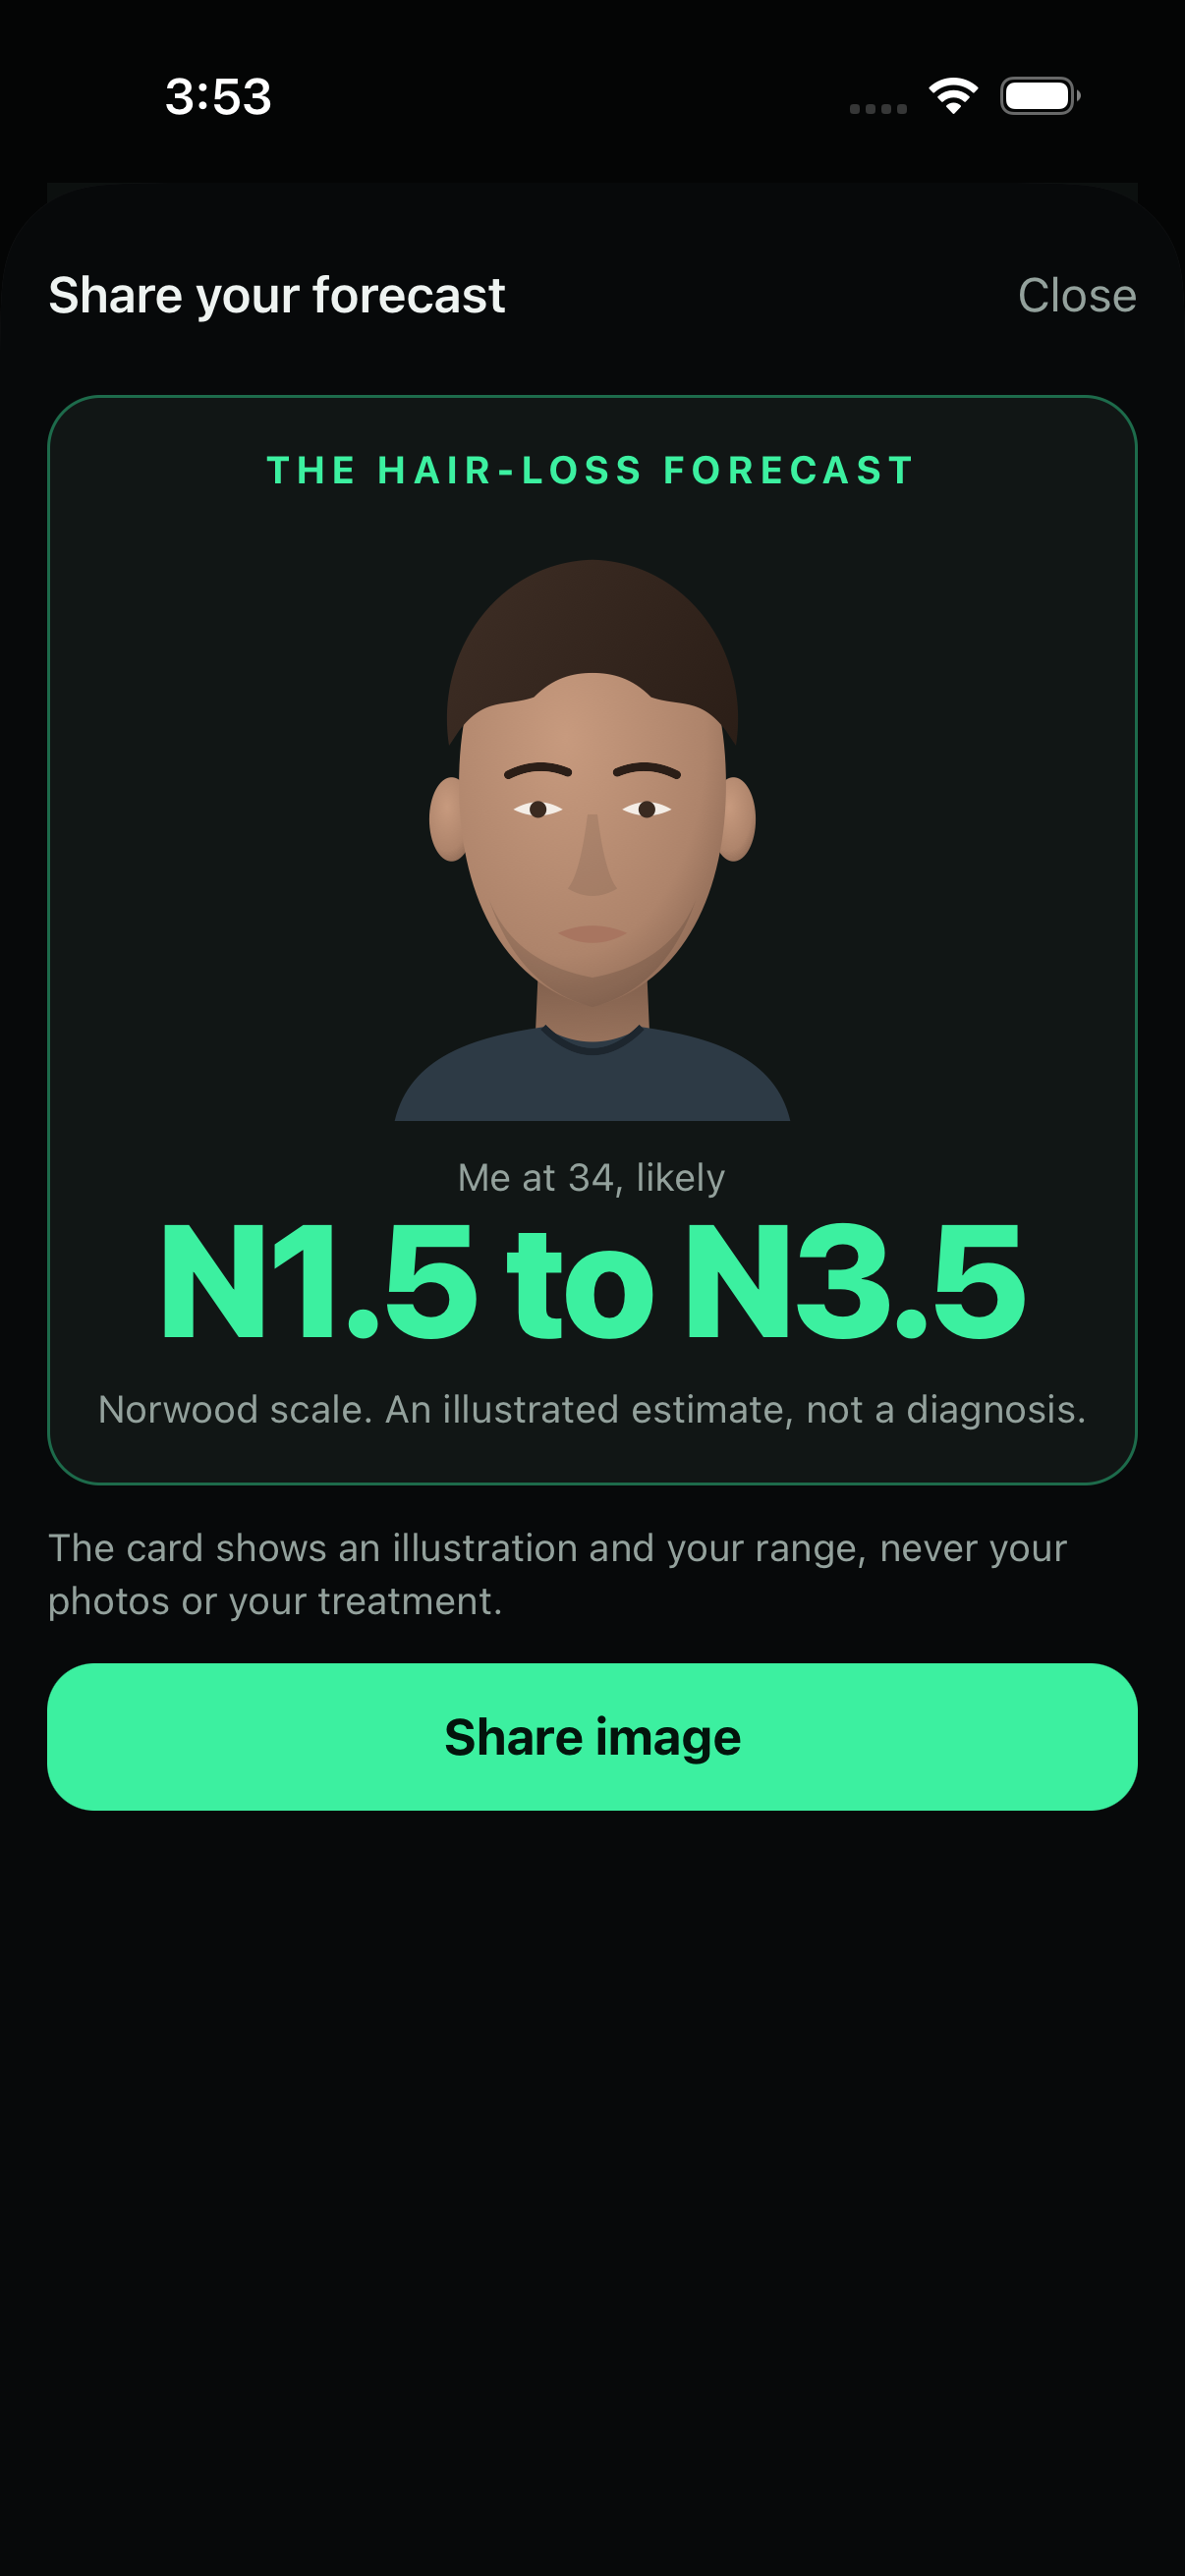 3:53
Share your forecast
Close
THE HAIR-LOSS FORECAST
Me at 34, likely
N1.5 to N3.5
Norwood scale. An illustrated estimate, not a diagnosis.
The card shows an illustration and your range, never your
photos or your treatment.
Share image